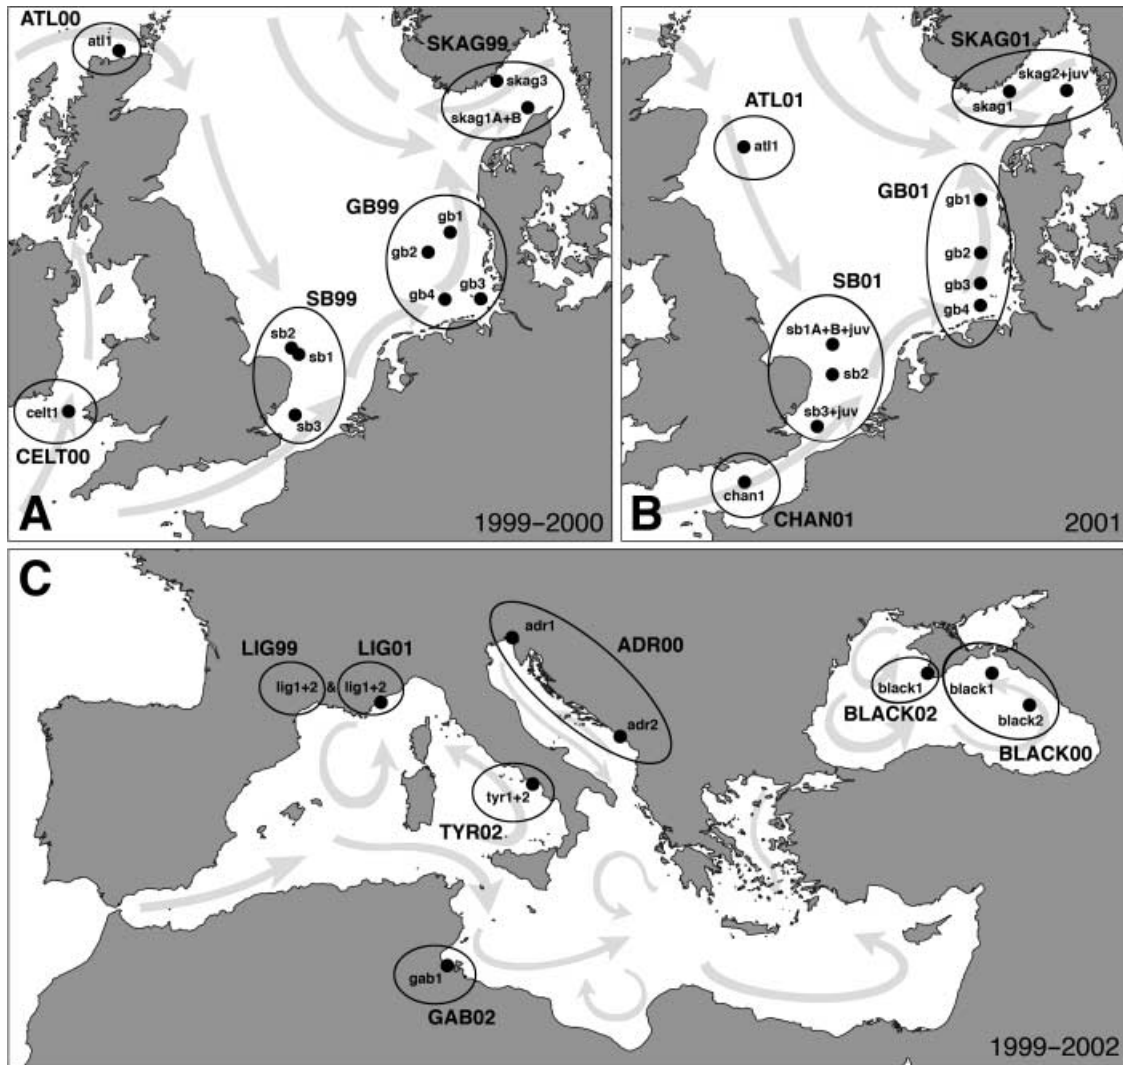 ATL00
atl1
SKAG99
skag3
skag1A+B
GB99
gb1
gb2
gb3
gb4
SB99
sb2
sb1
sb3
celt1
CELT00
A
1999-2000
SKAG01
skag2+juv
skag1
ATL01
atl1
GB01
gb1
gb2
gb3
gb4
SB01
sb1A+B+juv
sb2
sb3+juv
chan1
CHAN01
B
2001
C
LIG99
LIG01
lig1+2 & lig1+2
adr1
ADR00
adr2
tyr1+2
TYR02
black1
BLACK02
black1
black2
BLACK00
gab1
GAB02
1999-2002